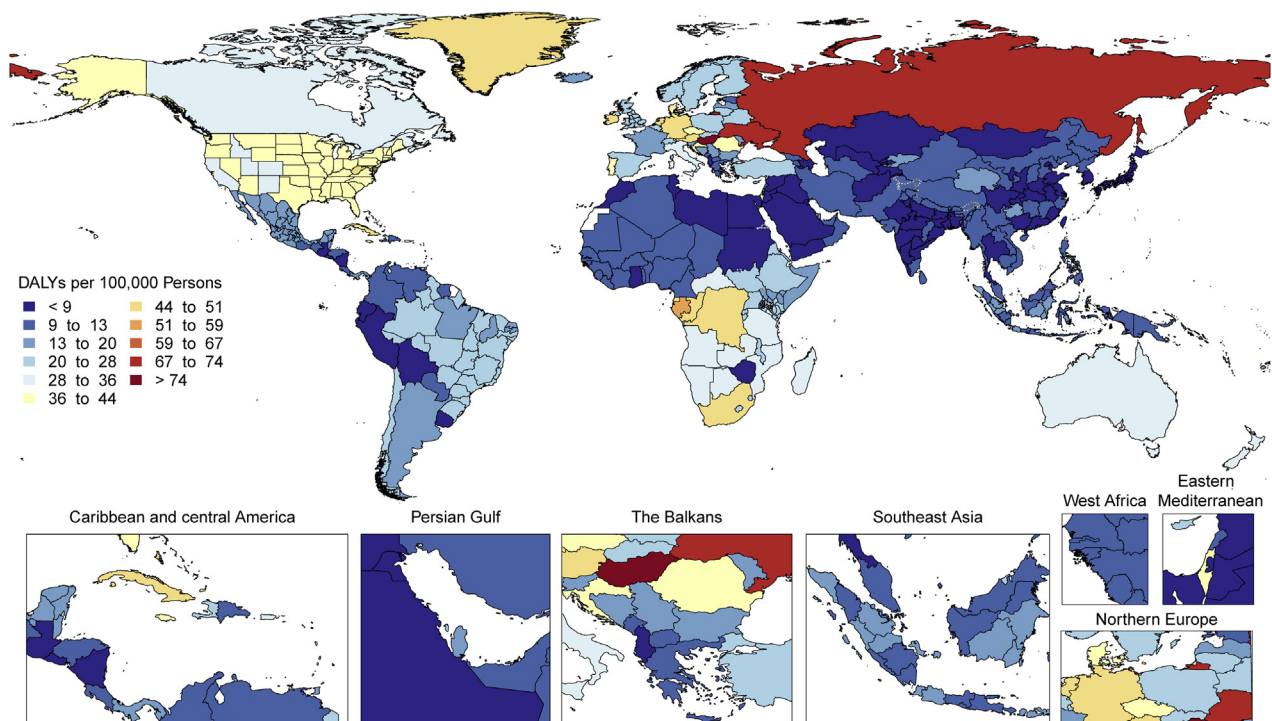 DALYs per 100,000 Persons
< 9
9 to 13
13 to 20
20 to 28
28 to 36
36 to 44
44 to 51
51 to 59
59 to 67
67 to 74
> 74
Caribbean and central America
Persian Gulf
The Balkans
Southeast Asia
West Africa
Eastern
Mediterranean
Northern Europe